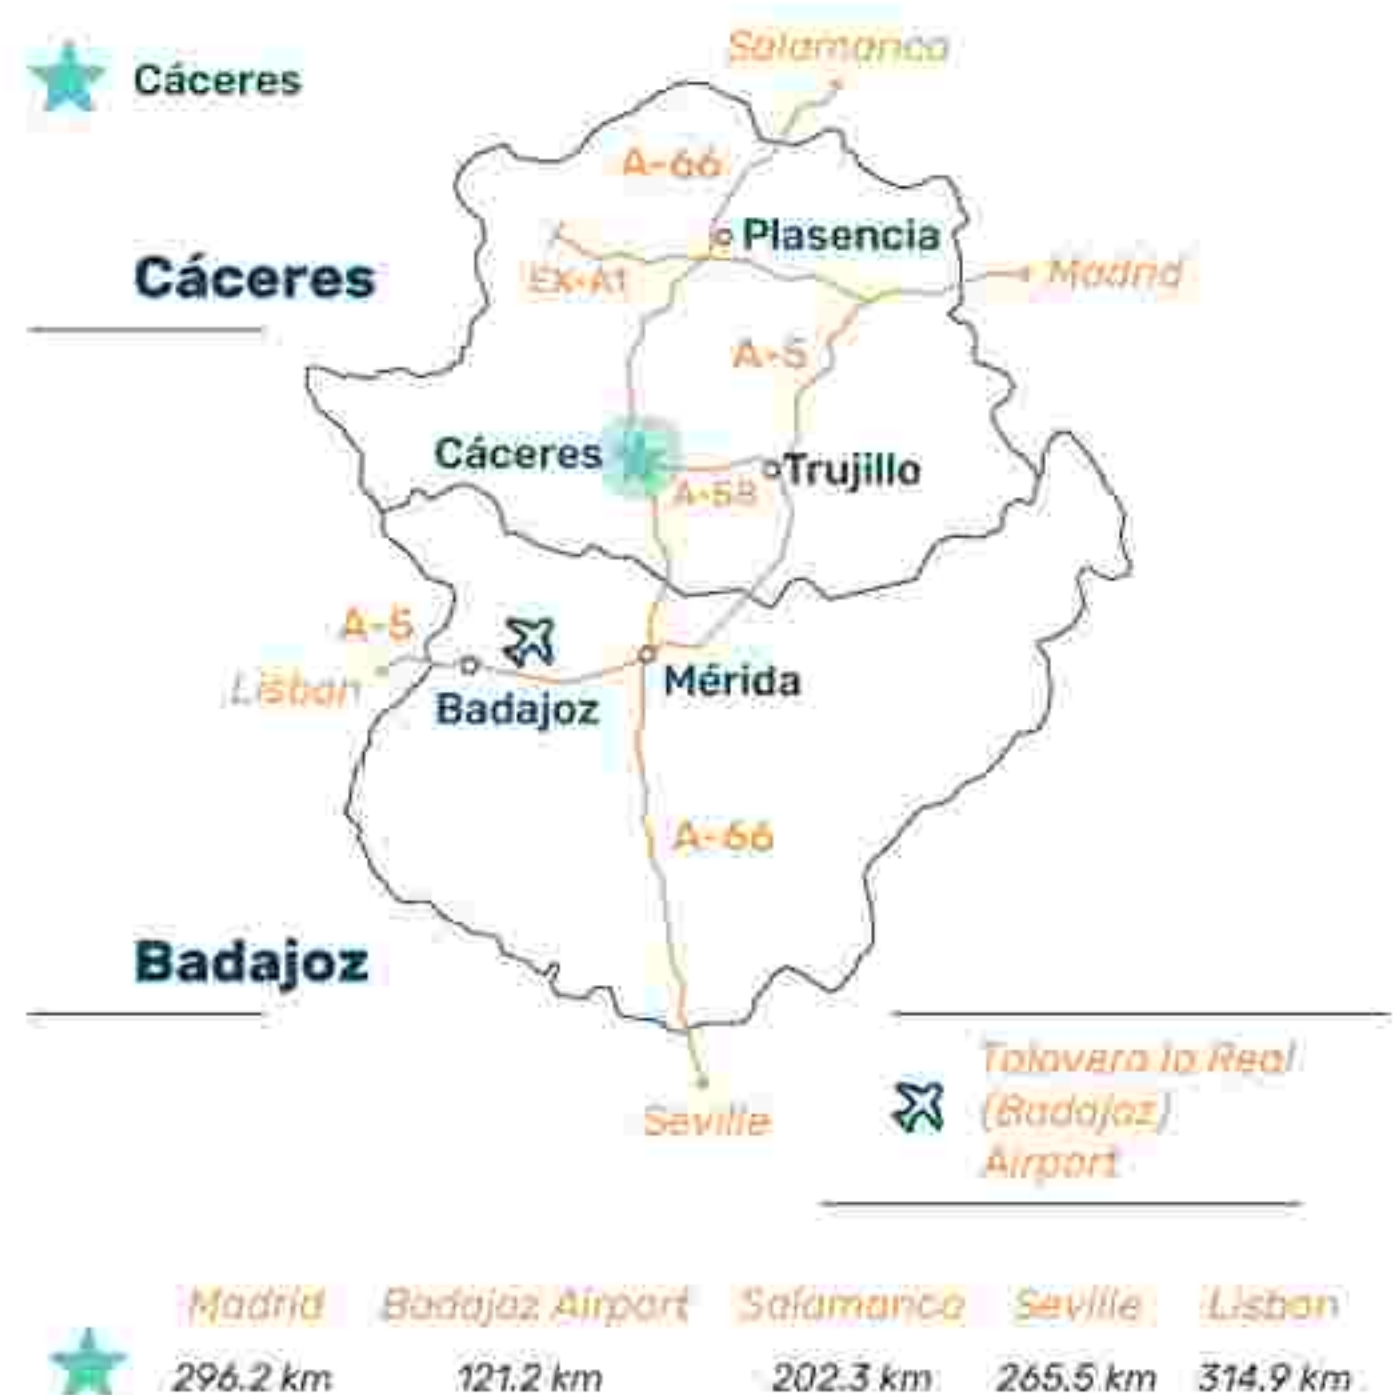 Salamanca
Cáceres
A-66
Plasencia
Cáceres
EX-A1
Madrid
A-5
Cáceres
Trujillo
A-58
A-5
Lisbon
Badajoz
Mérida
A-66
Badajoz
Seville
Talavera la Real
(Badajoz)
Airport
Madrid Badajoz Airport Salamanca Seville Lisbon
296.2 km 121.2 km 202.3 km 265.5 km 314.9 km